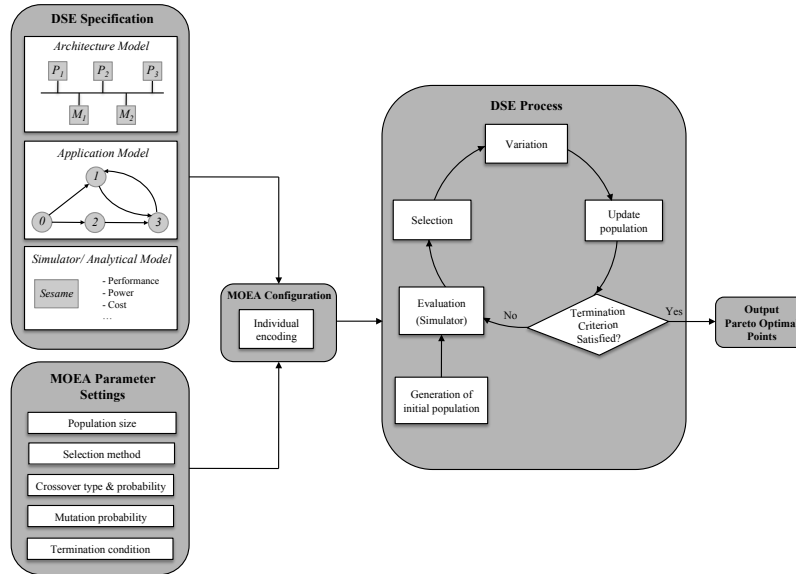 DSE Specification
Architecture Model
P1
P2
P3
M1
M2
Application Model
1
0
2
3
Simulator/ Analytical Model
Sesame
- Performance
- Power
- Cost
...
MOEA Parameter
Settings
Population size
Selection method
Crossover type & probability
Mutation probability
Termination condition
MOEA Configuration
Individual
encoding
DSE Process
Variation
Selection
Update
population
Evaluation
(Simulator)
No
Termination
Criterion
Satisfied?
Yes
Generation of
initial population
Output
Pareto Optima
Points